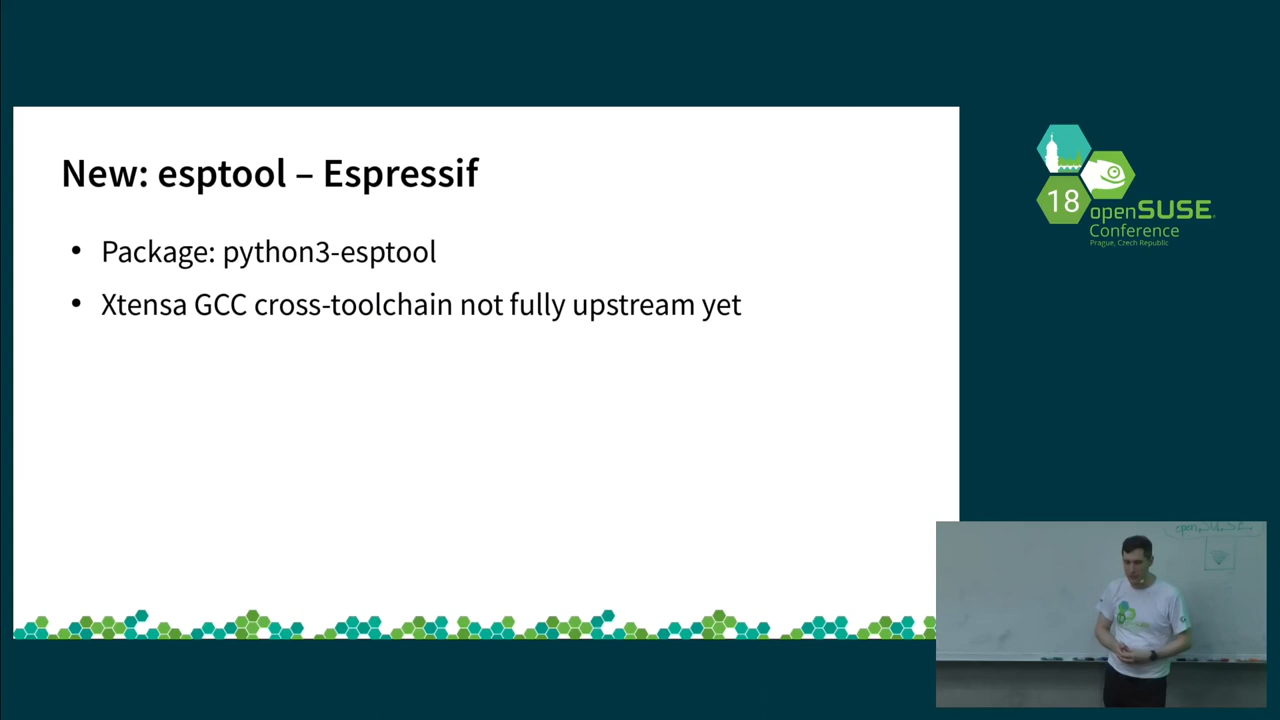 New: esptool – Espressif
• Package: python3-esptool
• Xtensa GCC cross-toolchain not fully upstream yet
18
openSUSE
Conference
Prague, Czech Republic
openSUSE